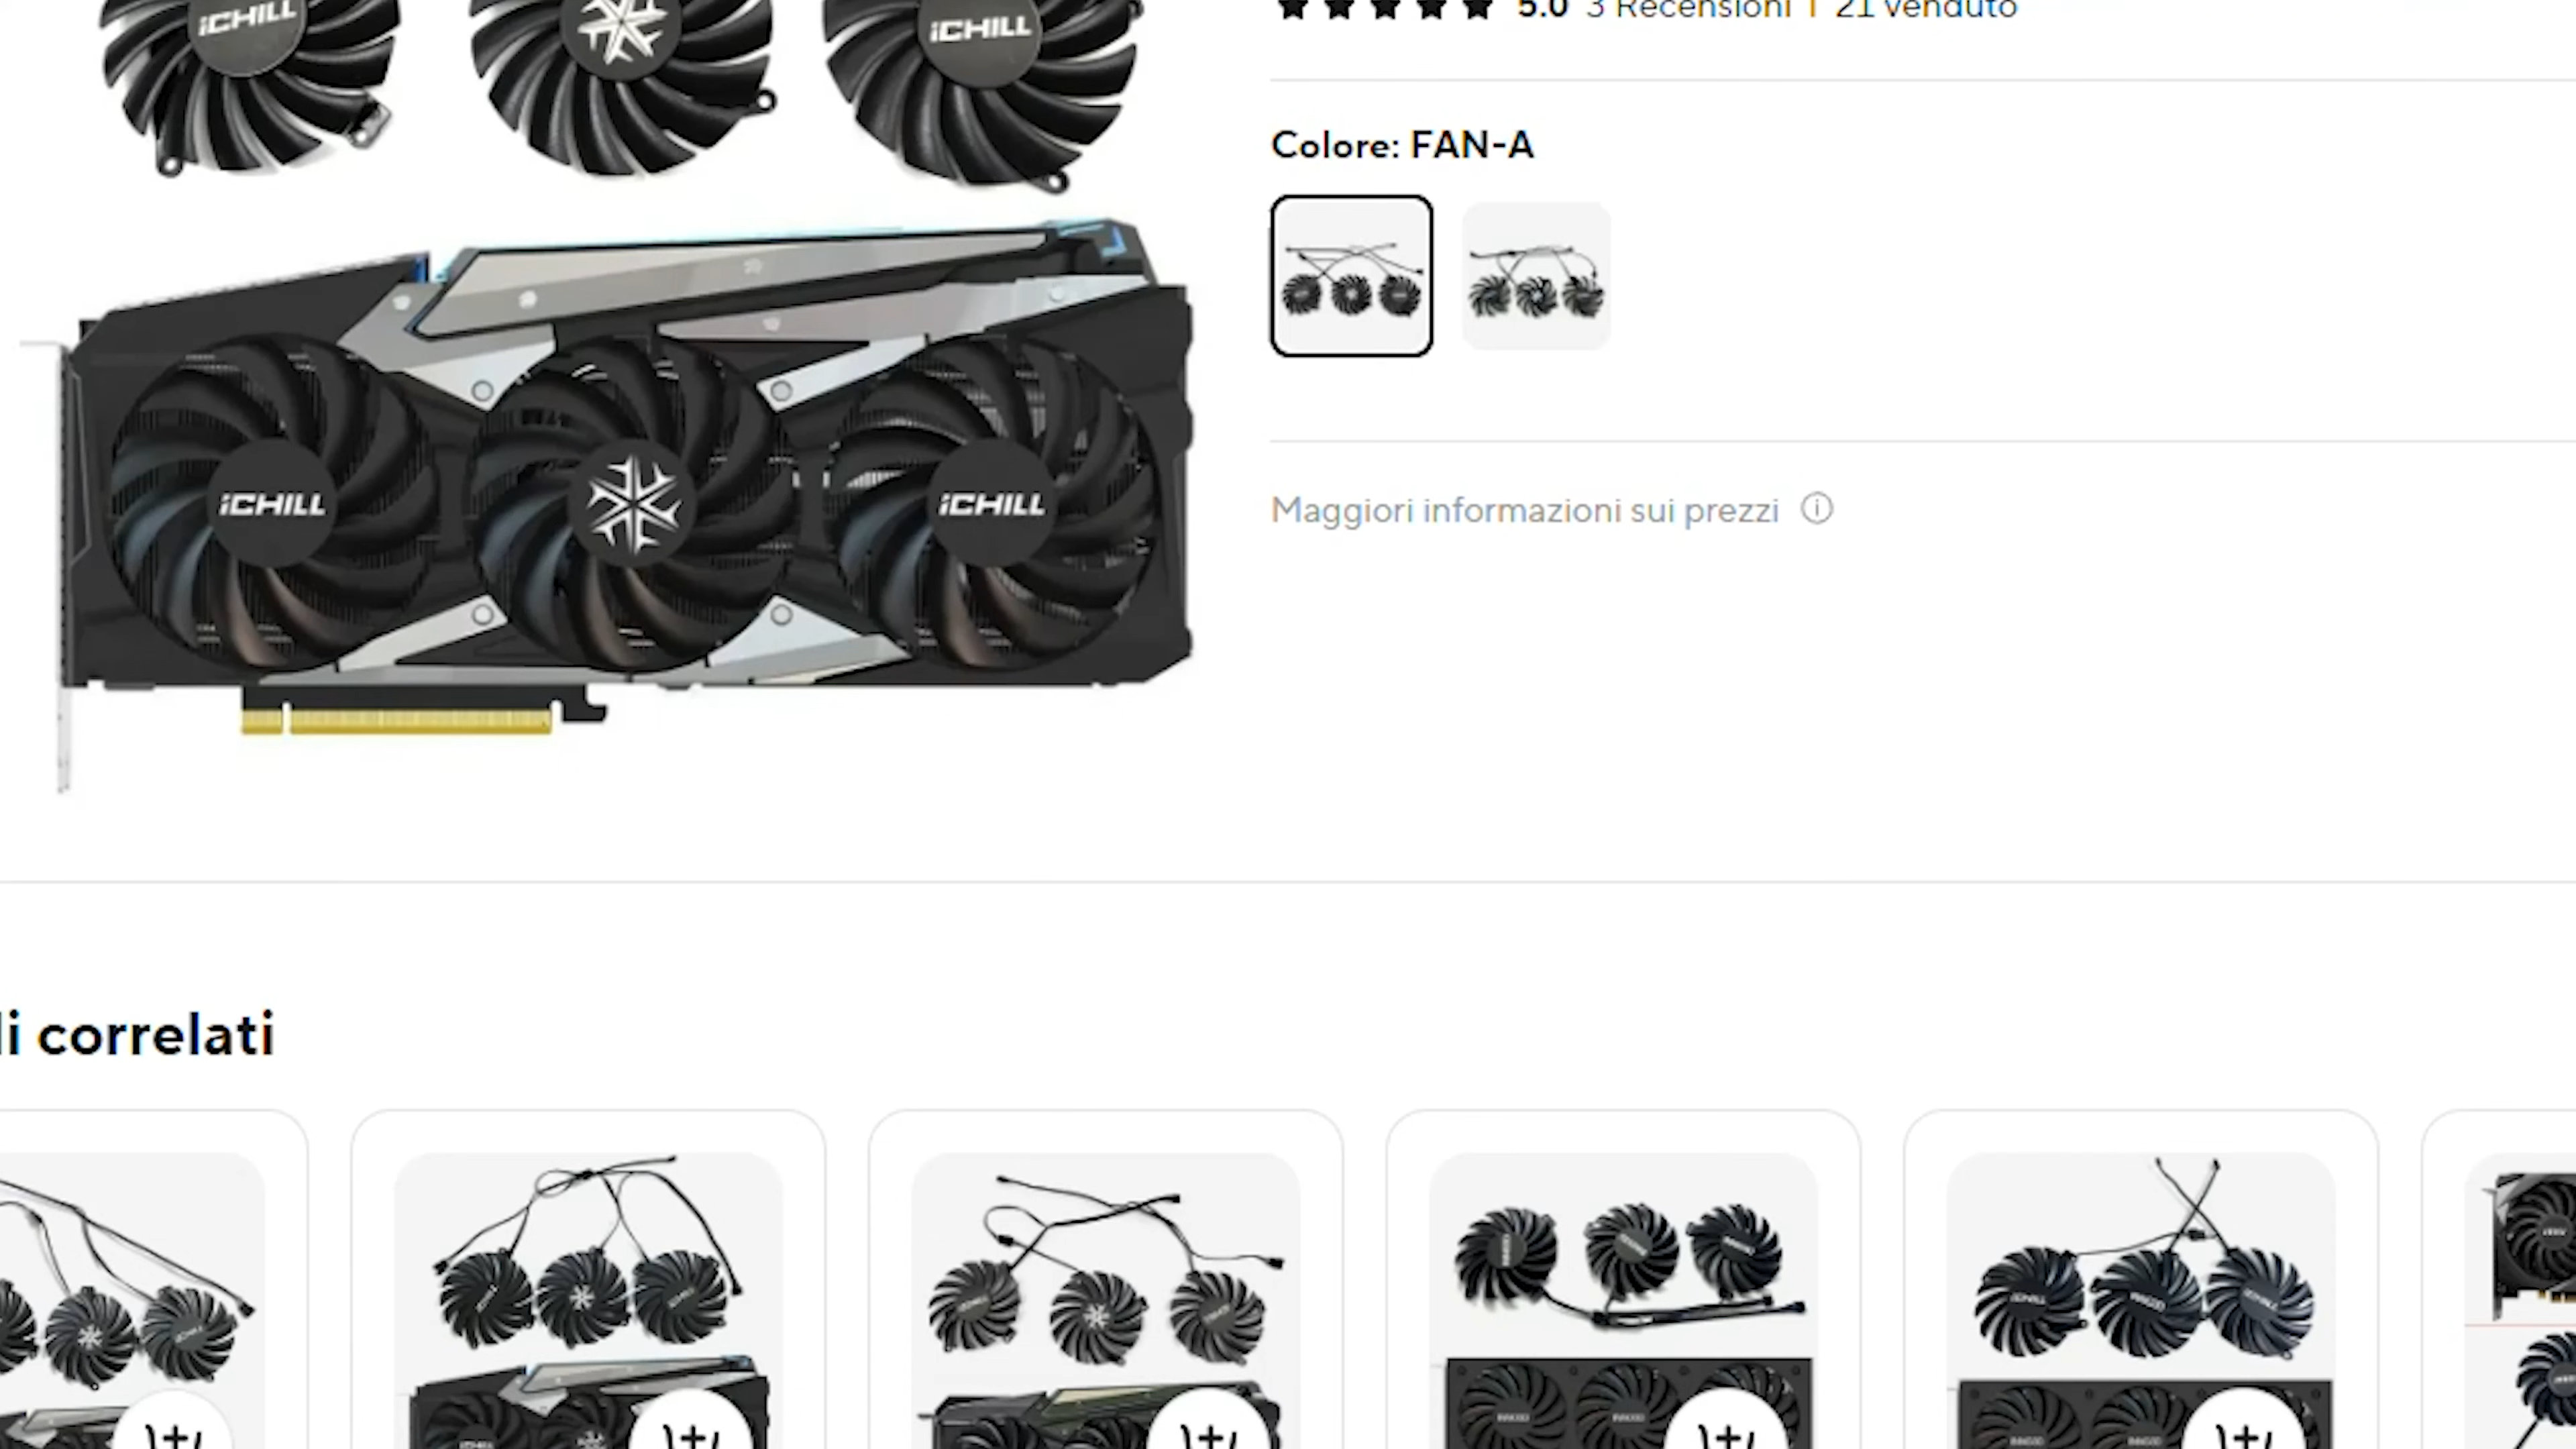 iCHILL
iCHILL
5.0 3 Recensioni | 21 venduto
Colore: FAN-A
iCHILL
iCHILL
Maggiori informazioni sui prezzi
li correlati